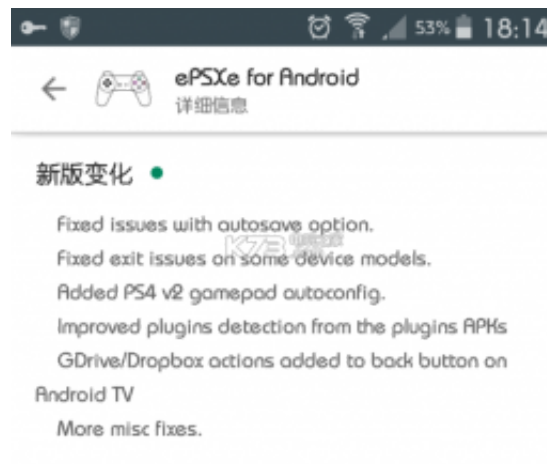 53% 18:14
ePSXe for Android
详细信息
新版变化
Fixed issues with autosave option.
Fixed exit issues on some device models.
Added PS4 v2 gamepad autoconfig.
Improved plugins detection from the plugins APKs
GDrive/Dropbox actions added to back button on
Android TV
More misc fixes.
K73